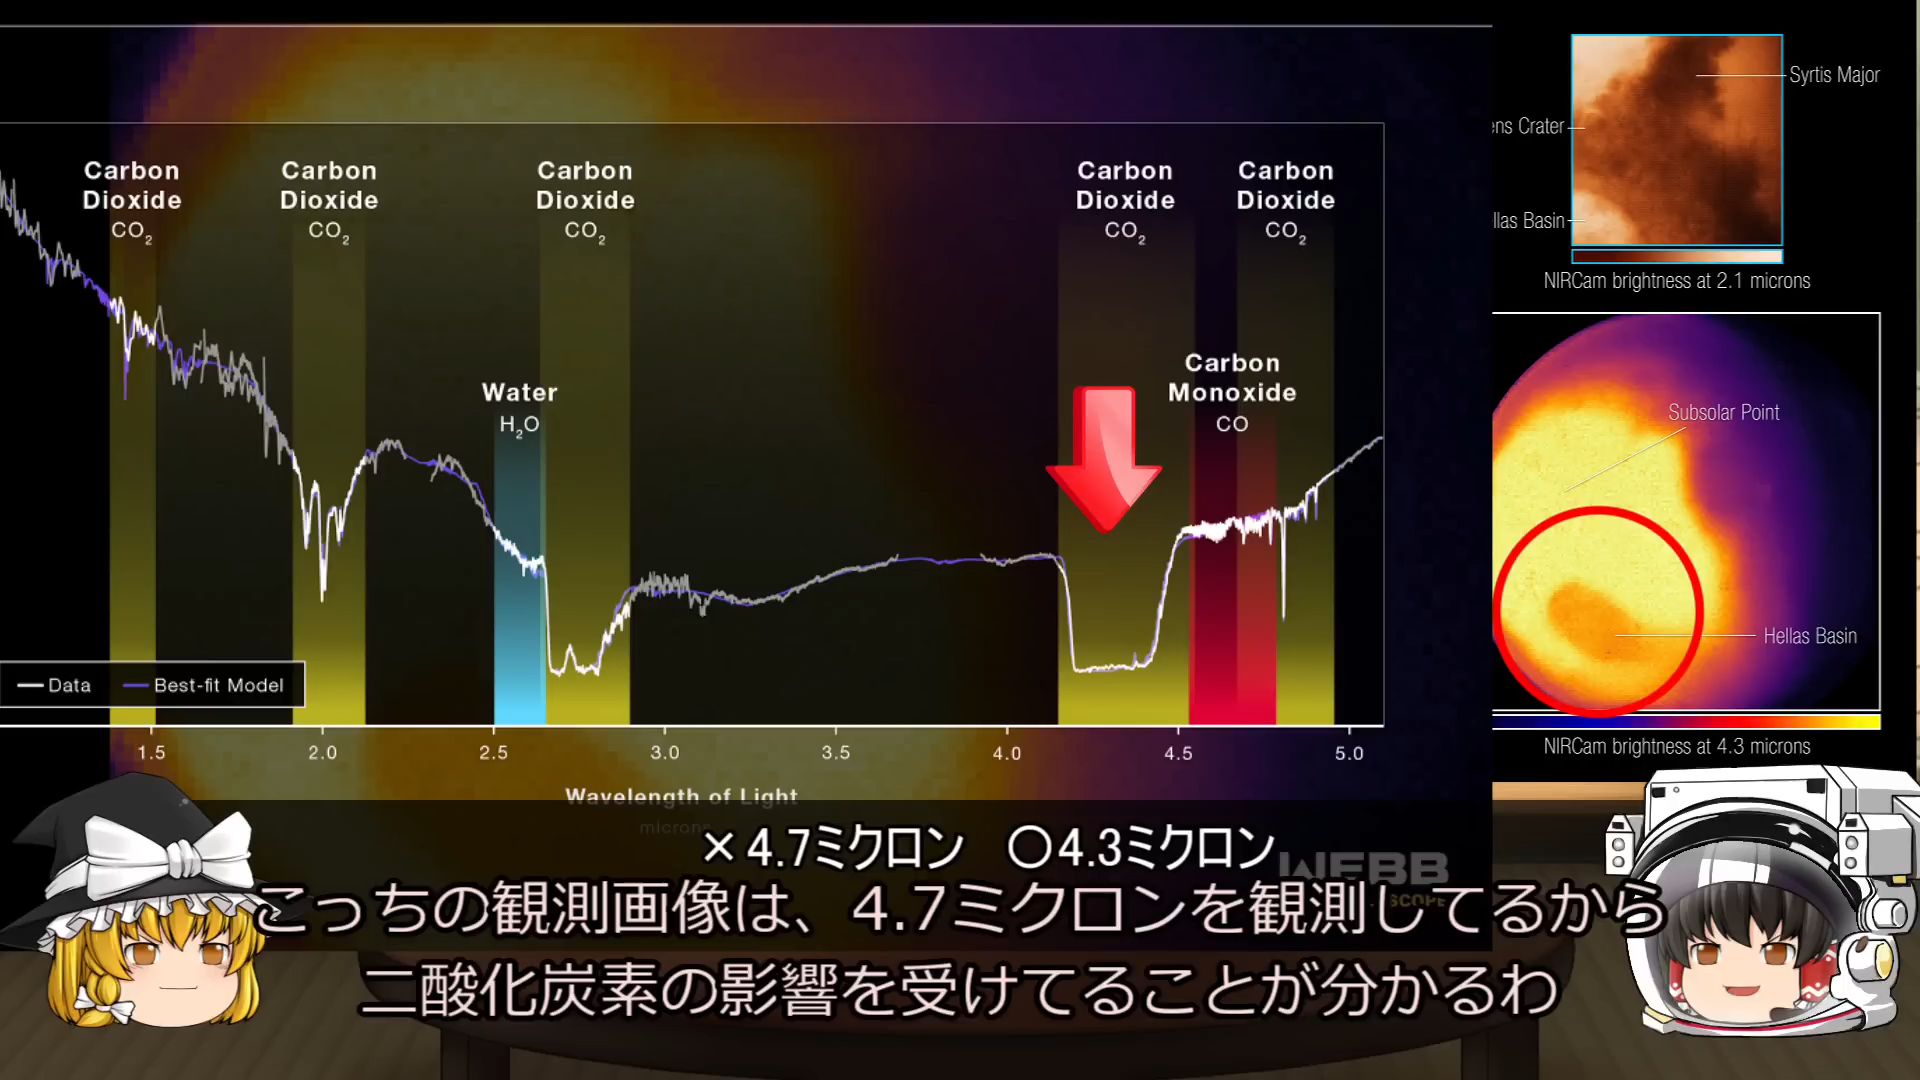 Carbon
Dioxide
CO₂
Carbon
Dioxide
CO₂
Carbon
Dioxide
CO₂
Carbon
Dioxide
CO₂
Carbon
Dioxide
CO₂
Water
H₂O
Carbon
Monoxide
CO
Data
Best-fit Model
1.5
2.0
2.5
3.0
3.5
4.0
4.5
5.0
Wavelength of Light
microns
Syrtis Major
ens Crater
llas Basin
NIRCam brightness at 2.1 microns
Subsolar Point
Hellas Basin
NIRCam brightness at 4.3 microns
WEBB
×4.7ミクロン ○4.3ミクロン
こっちの観測画像は、4.7ミクロンを観測してるから
二酸化炭素の影響を受けてることが分かるわ